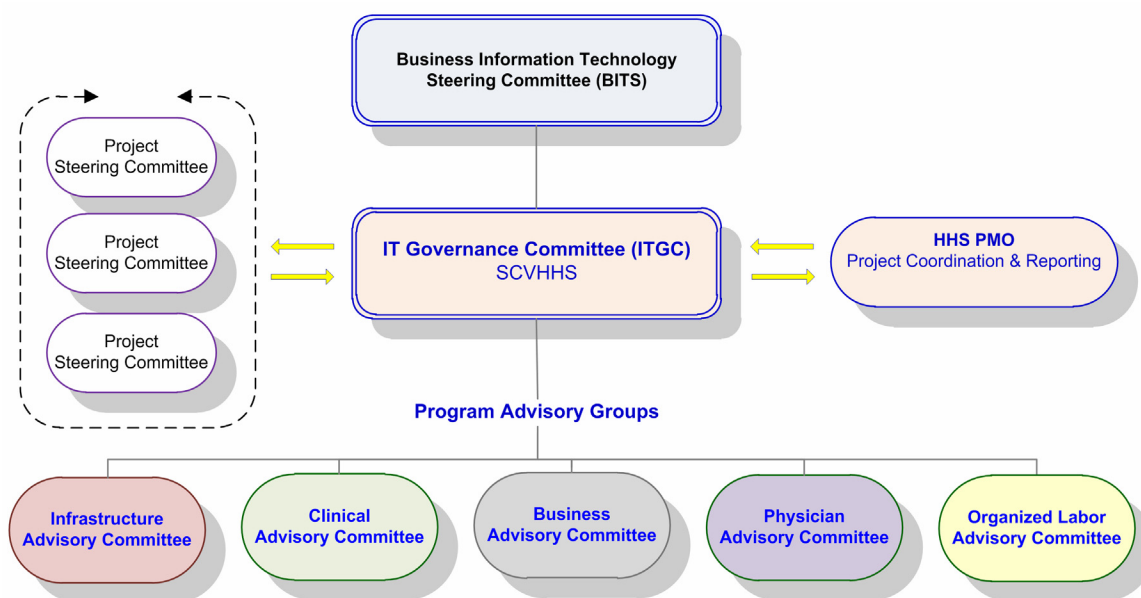 Business Information Technology
Steering Committee (BITS)
Project
Steering Committee
Project
Steering Committee
Project
Steering Committee
IT Governance Committee (ITGC)
SCVHHS
HHS PMO
Project Coordination & Reporting
Program Advisory Groups
Infrastructure
Advisory Committee
Clinical
Advisory Committee
Business
Advisory Committee
Physician
Advisory Committee
Organized Labor
Advisory Committee